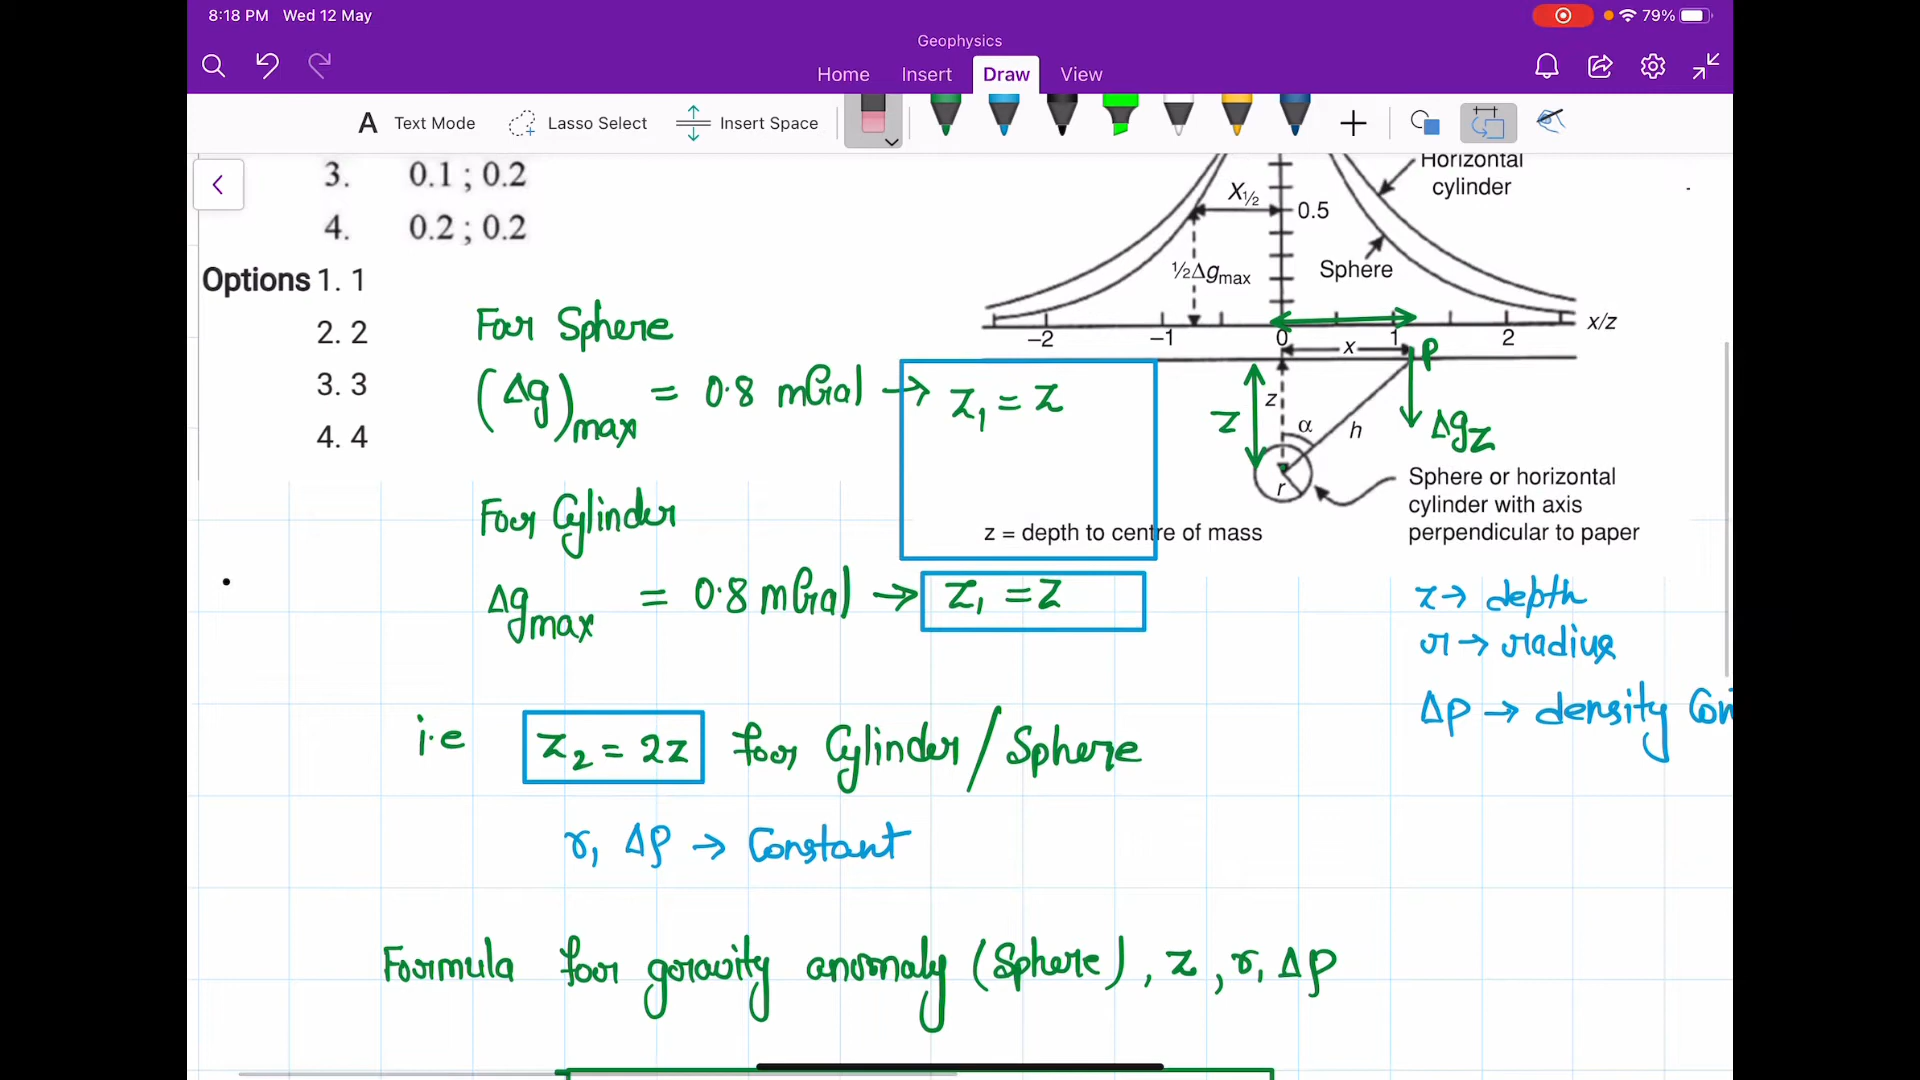 8:18 PM Wed 12 May
79%
Geophysics
Home Insert Draw View
A Text Mode Lasso Select Insert Space
3. 0.1 ; 0.2
4. 0.2 ; 0.2
Options 1. 1
2. 2
3. 3
4. 4
Horizontal
cylinder
X½
0.5
½Δgmax
Sphere
x/z
−2 −1 0 1 2
x
P
z
z
α
h
Δgz
r
Sphere or horizontal
cylinder with axis
perpendicular to paper
z = depth to centre of mass
For Sphere
(Δg)max = 0.8 mGal → z₁ = z
For Cylinder
Δgmax = 0.8 mGal → z₁ = z
z → depth
r → radius
Δρ → density Con
i.e z₂ = 2z for Cylinder / Sphere
r, Δρ → Constant
Formula for gravity anomaly (Sphere), z, r, Δρ